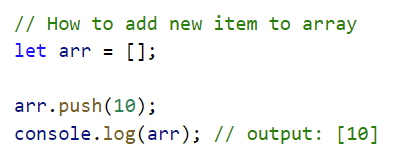 // How to add new item to array
let arr = [];
arr.push(10);
console.log(arr); // output: [10]